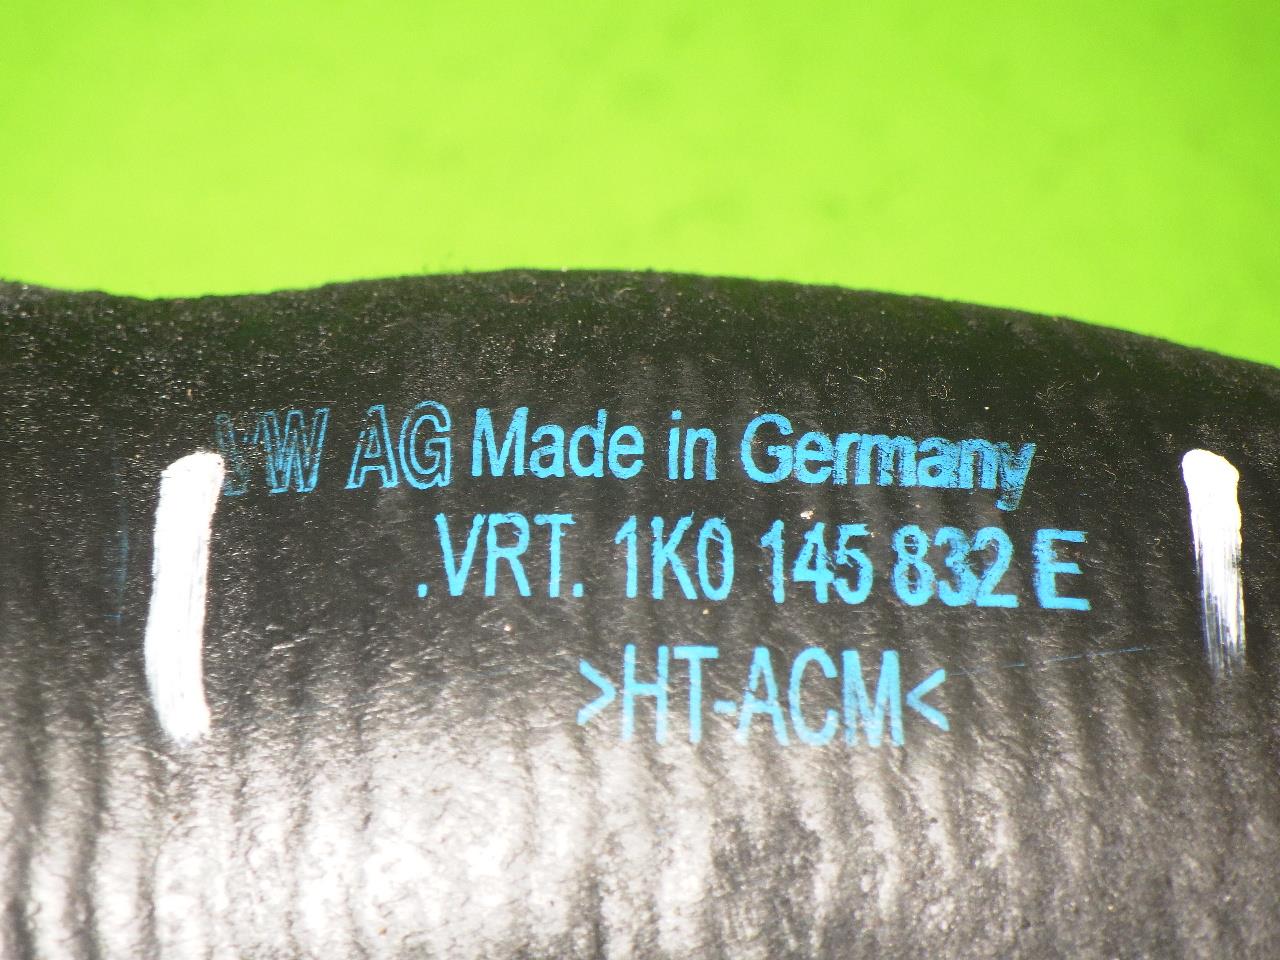 VW AG Made in Germany
.VRT. 1K0 145 832 E
>HT-ACM<